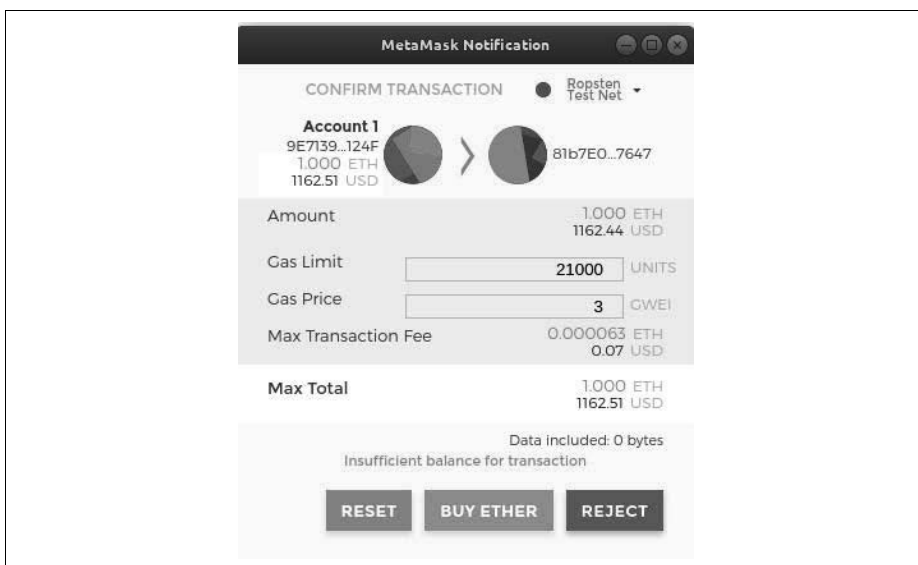 MetaMask Notification
CONFIRM TRANSACTION
Ropsten
Test Net
Account 1
9E7139...124F
1.000 ETH
1162.51 USD
81b7E0...7647
Amount 1.000 ETH
1162.44 USD
Gas Limit 21000 UNITS
Gas Price 3 GWEI
Max Transaction Fee 0.000063 ETH
0.07 USD
Max Total 1.000 ETH
1162.51 USD
Data included: 0 bytes
Insufficient balance for transaction
RESET BUY ETHER REJECT